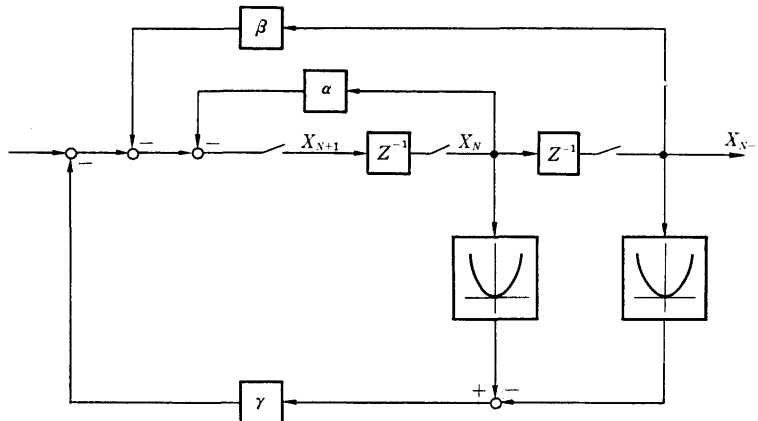 β
α
− − −
X_{N+1} Z^{-1} X_N Z^{-1} X_{N-}
+ −
γ